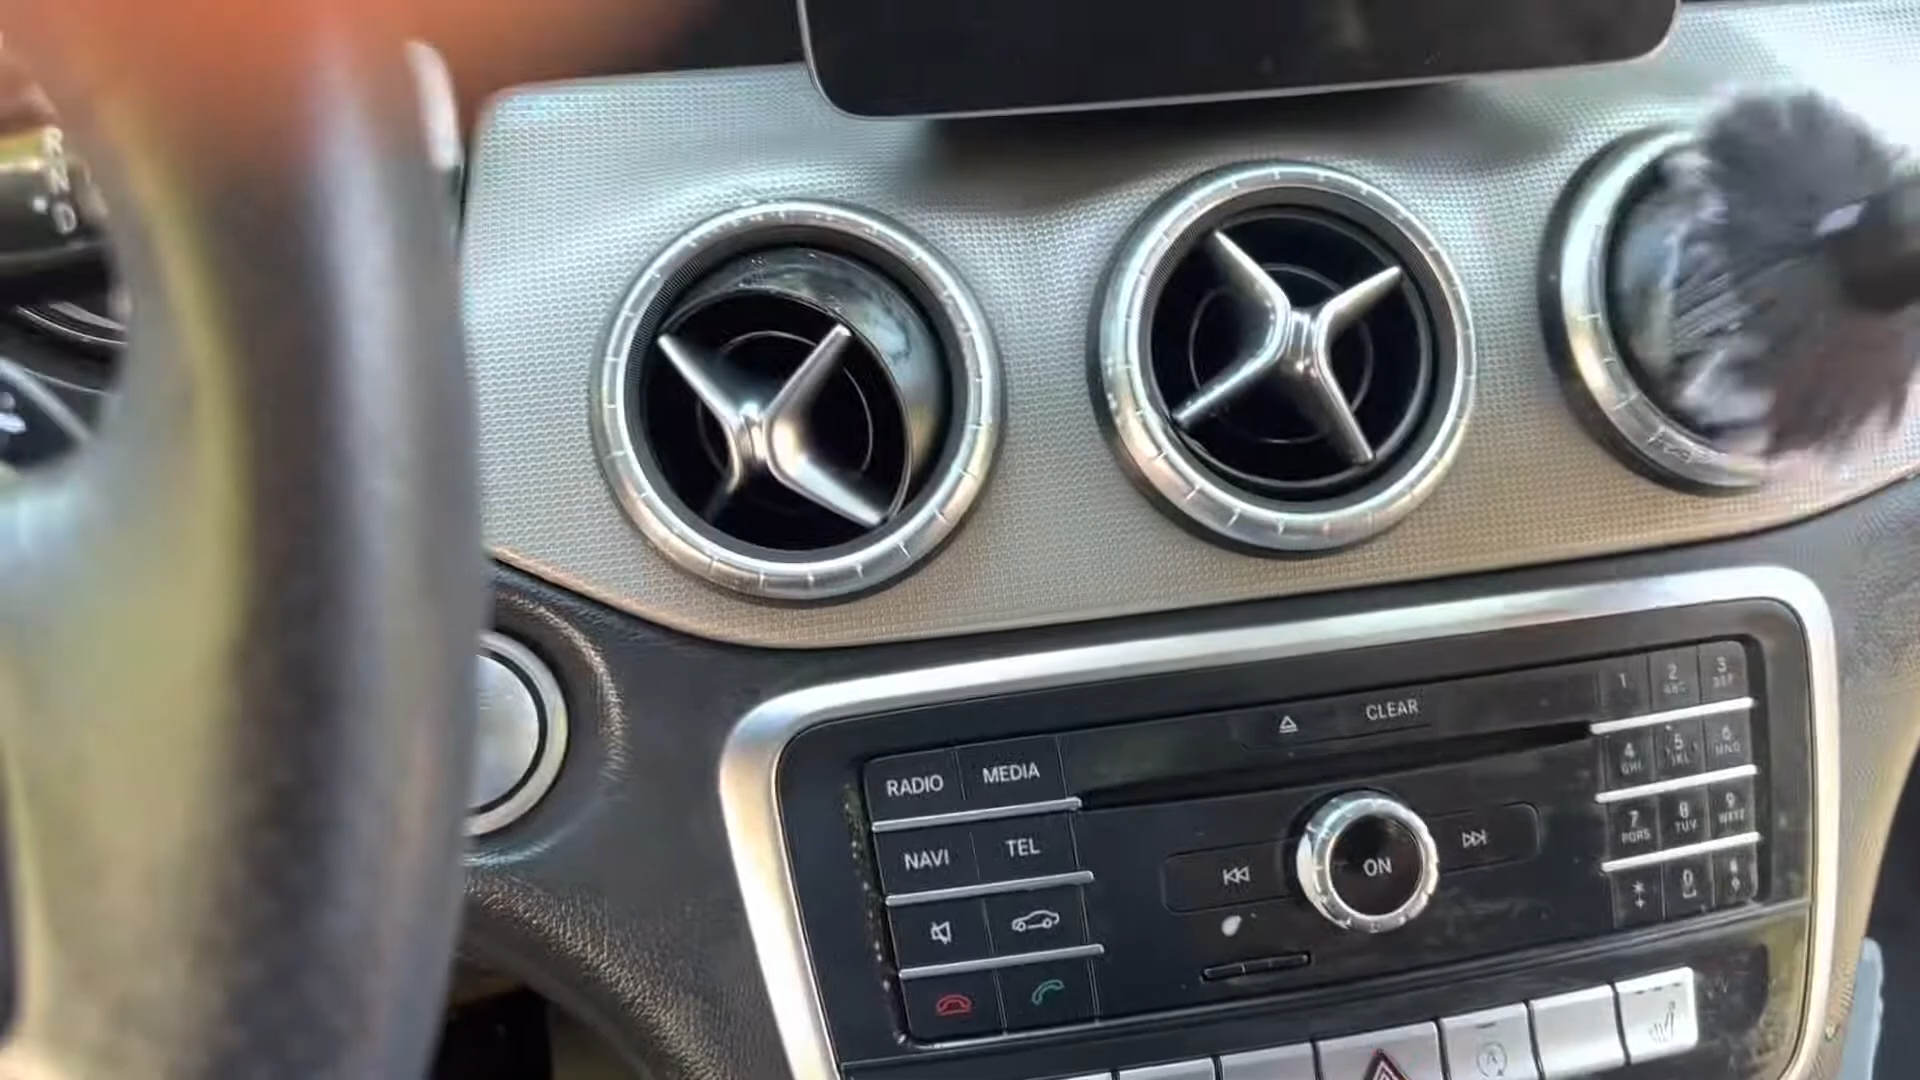 R
N
D
CLEAR
RADIO MEDIA
NAVI TEL
ON
1 2 ABC 3 DEF
4 GHI 5 JKL 6 MNO
7 PQRS 8 TUV 9 WXYZ
* 0 #
+